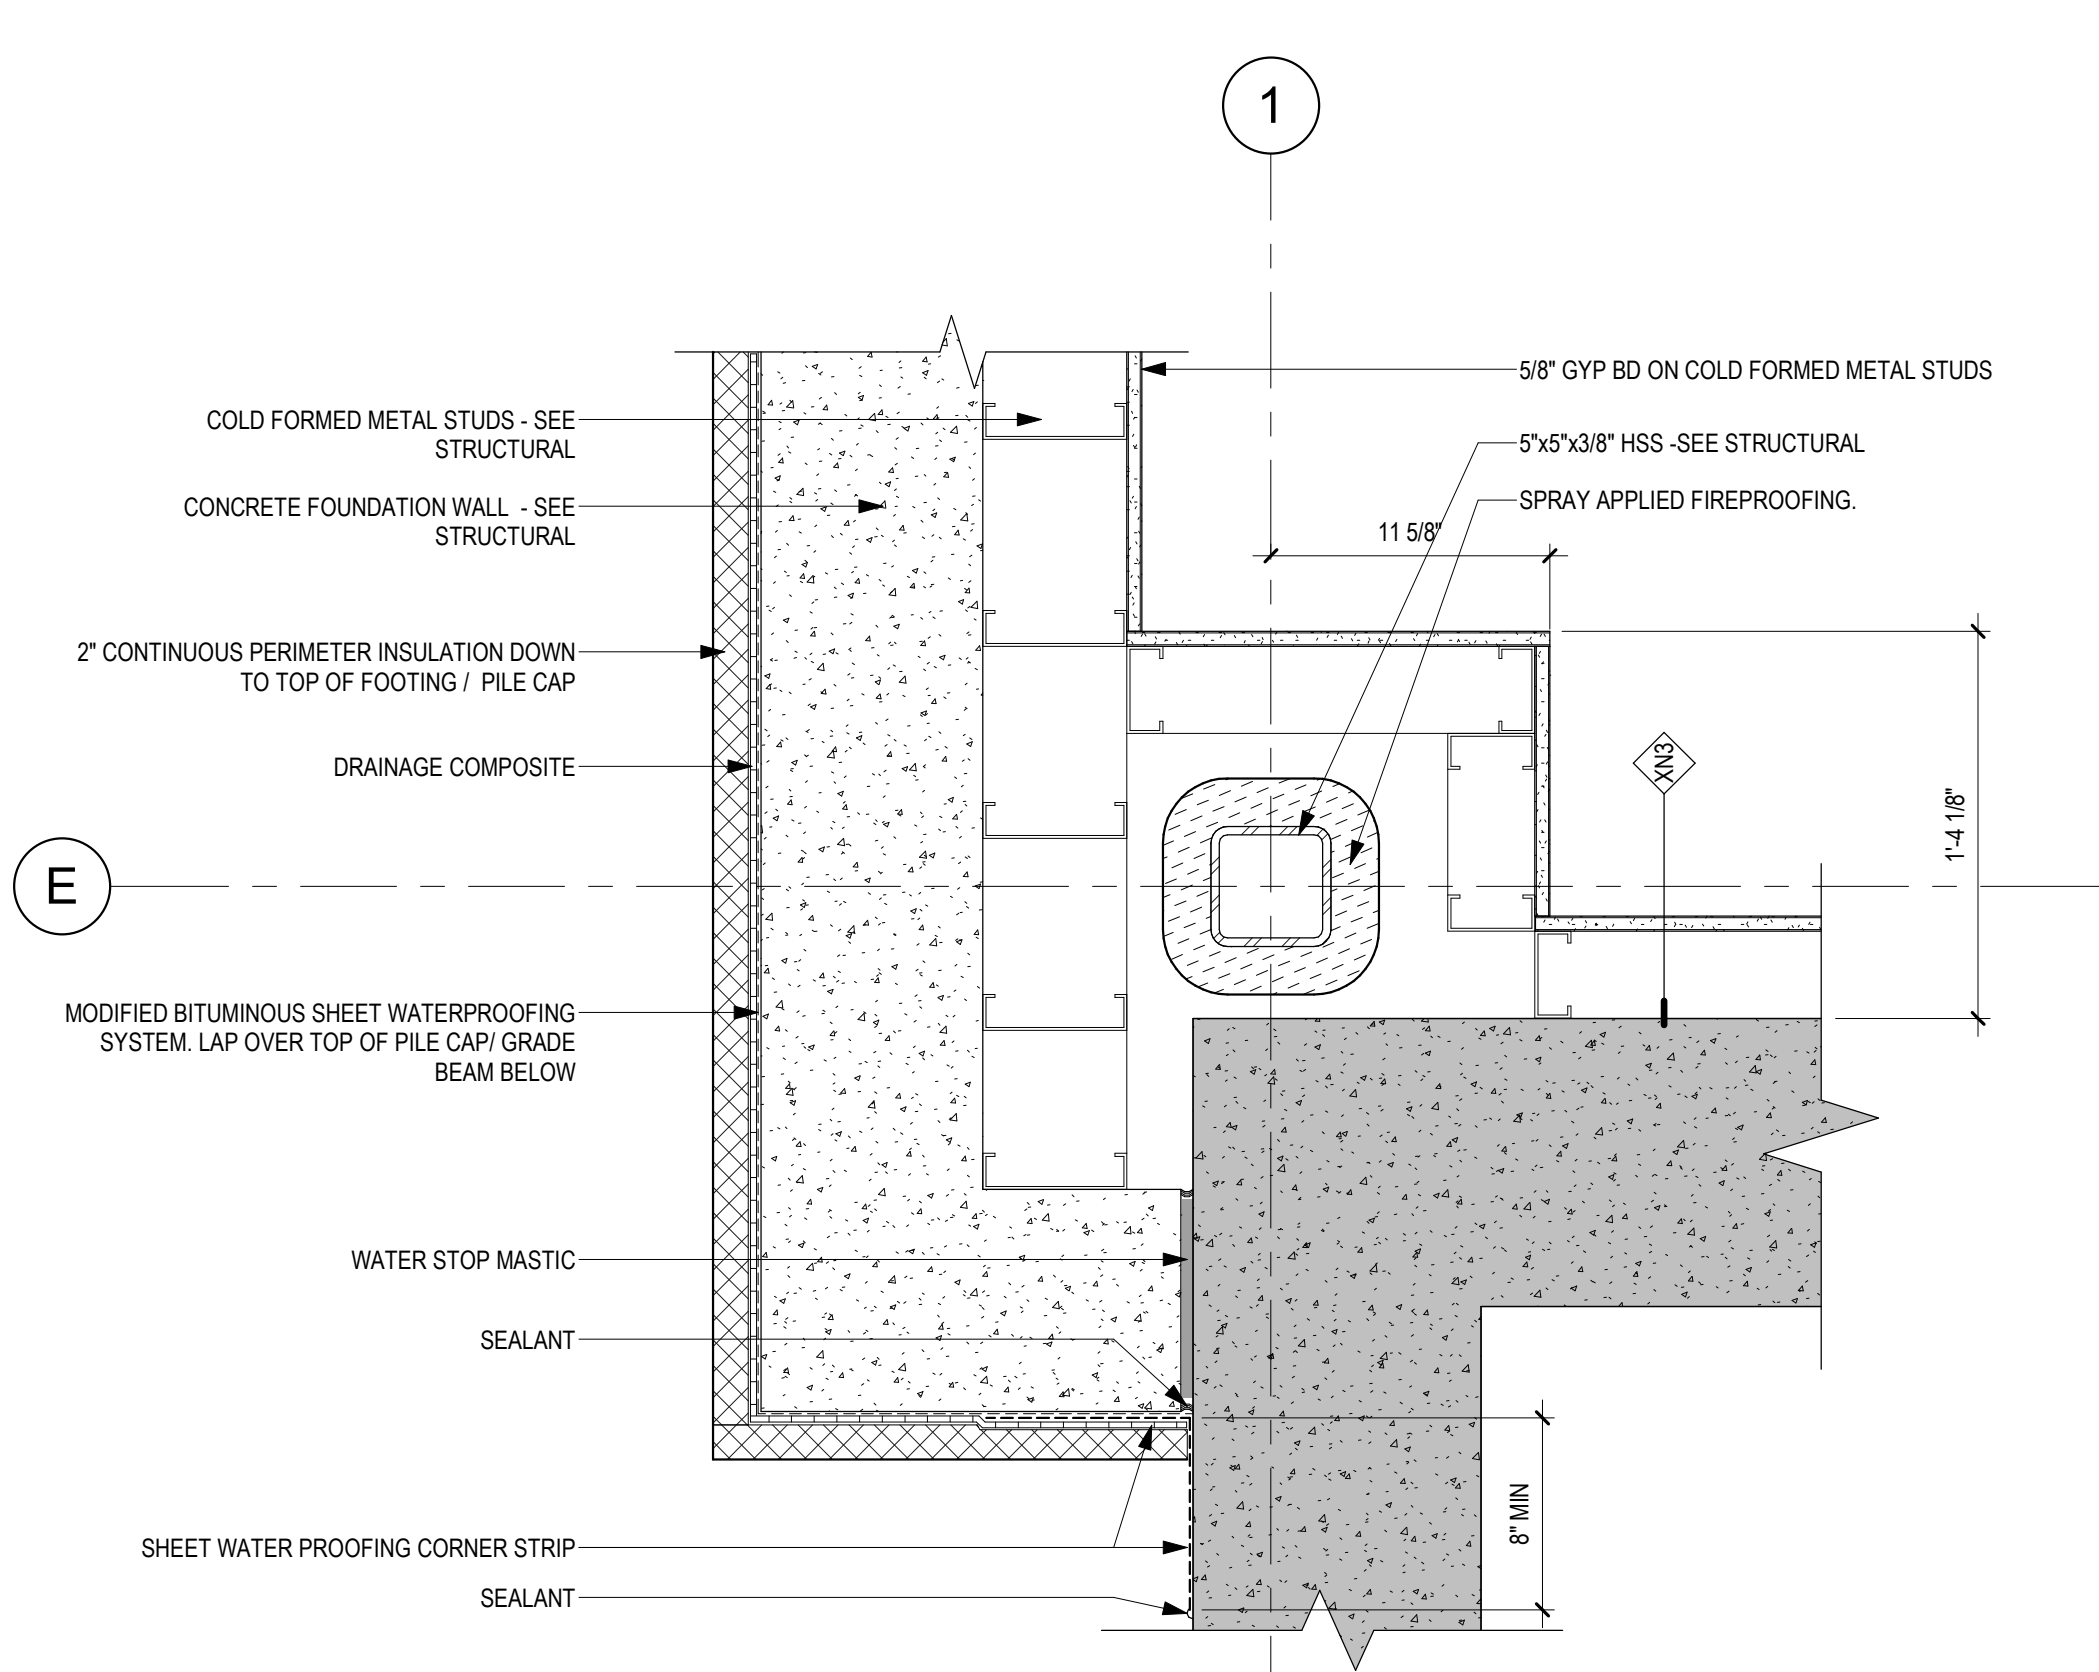 1
5/8" GYP BD ON COLD FORMED METAL STUDS
COLD FORMED METAL STUDS - SEE
STRUCTURAL
5"x5"x3/8" HSS -SEE STRUCTURAL
CONCRETE FOUNDATION WALL - SEE
STRUCTURAL
SPRAY APPLIED FIREPROOFING.
11 5/8"
2" CONTINUOUS PERIMETER INSULATION DOWN
TO TOP OF FOOTING / PILE CAP
DRAINAGE COMPOSITE
XN3
1'-4 1/8"
E
MODIFIED BITUMINOUS SHEET WATERPROOFING
SYSTEM. LAP OVER TOP OF PILE CAP/ GRADE
BEAM BELOW
WATER STOP MASTIC
SEALANT
8" MIN
SHEET WATER PROOFING CORNER STRIP
SEALANT